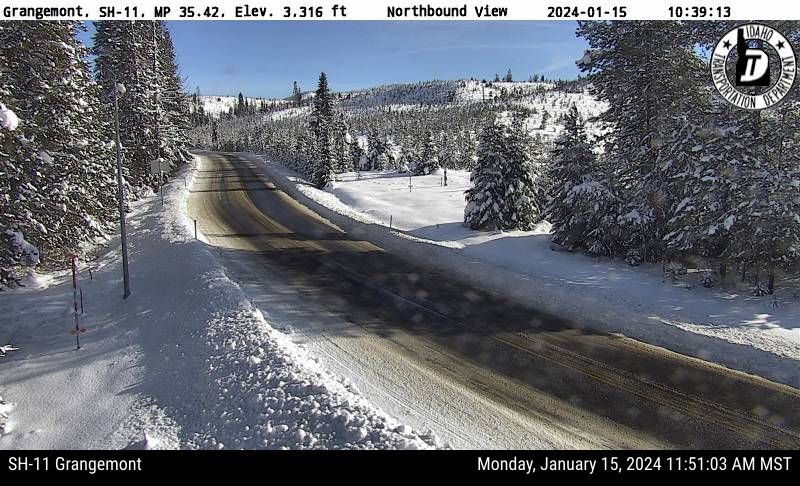 Grangemont, SH-11, MP 35.42, Elev. 3,316 ft Northbound View 2024-01-15 10:39:13
IDAHO
TRANSPORTATION DEPARTMENT
SH-11 Grangemont Monday, January 15, 2024 11:51:03 AM MST